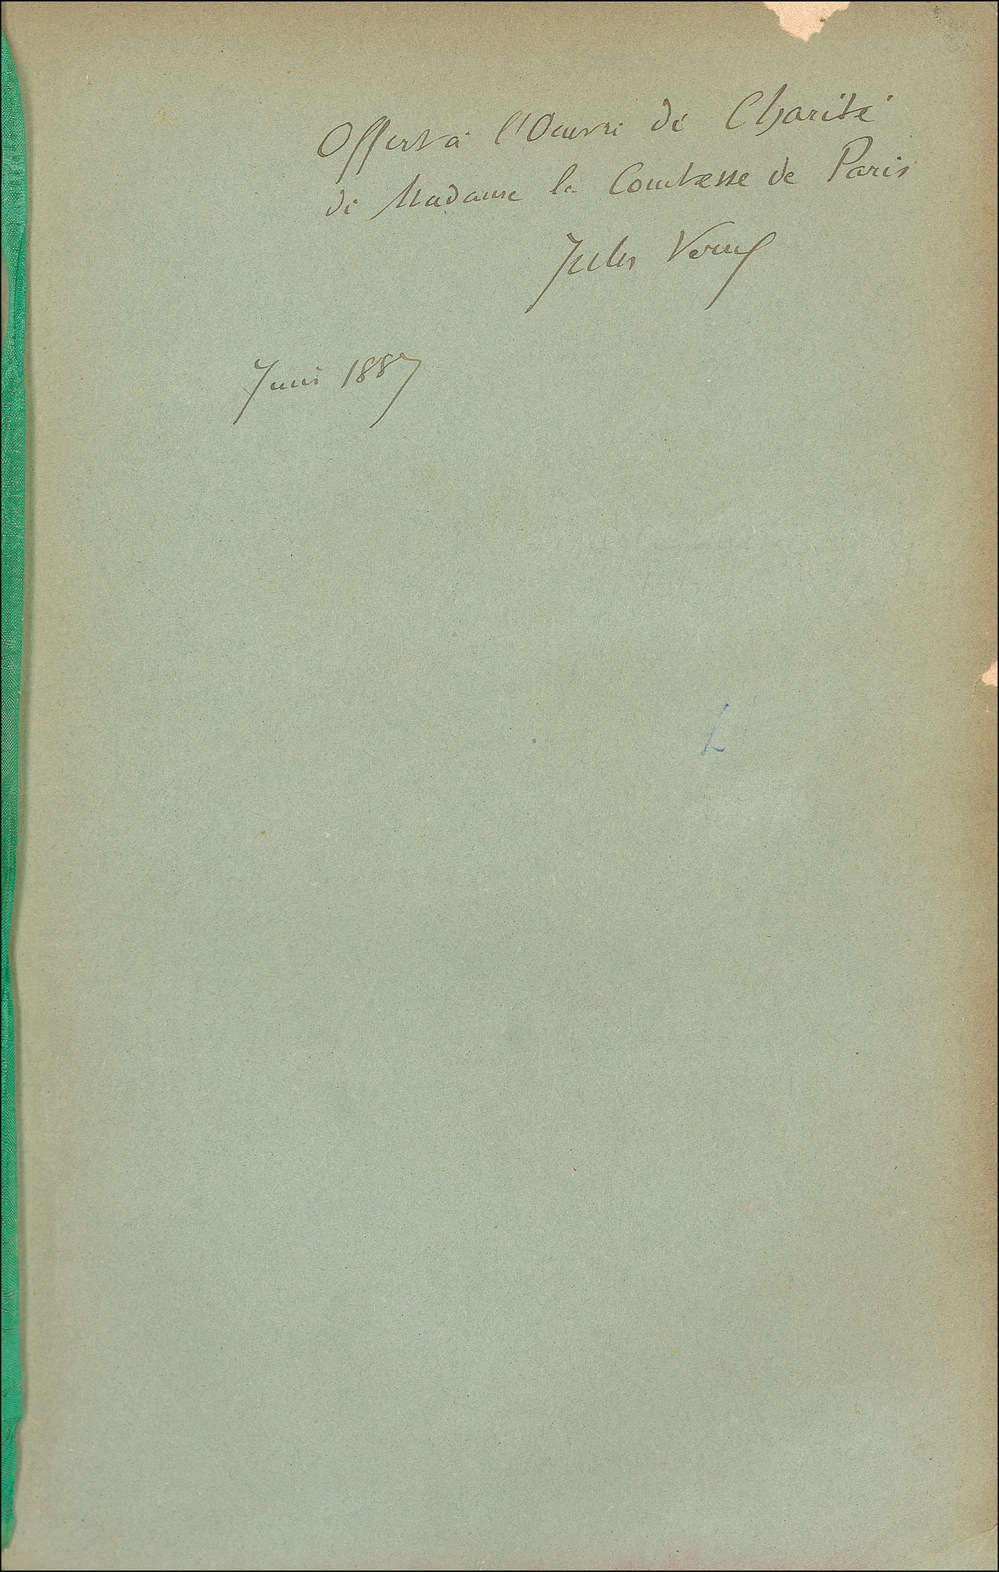 Offert à l'Oeuvre de Charité
de Madame la Comtesse de Paris
Jules Verne
Juin 1887